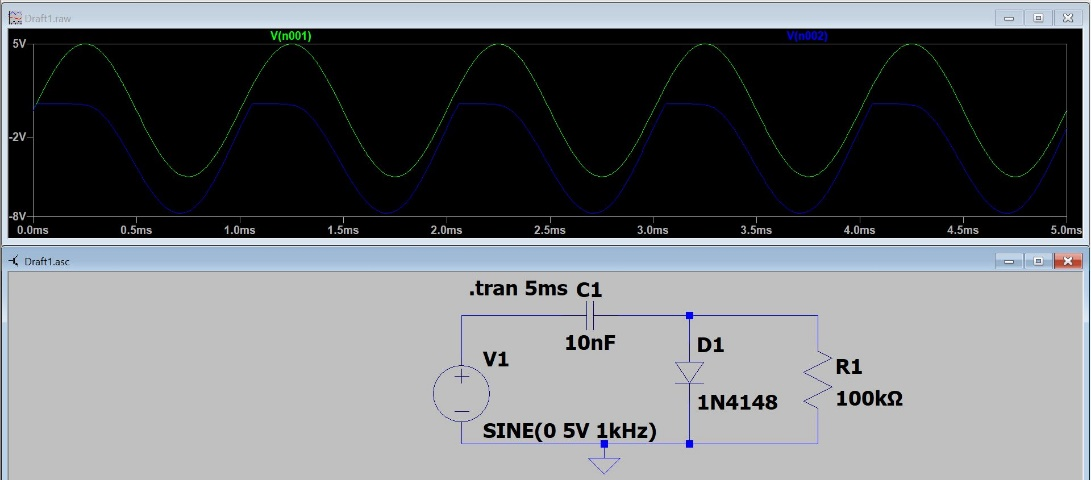 Draft1.raw
V(n001) V(n002)
5V
-2V
-8V
0.0ms 0.5ms 1.0ms 1.5ms 2.0ms 2.5ms 3.0ms 3.5ms 4.0ms 4.5ms 5.0ms
Draft1.asc
.tran 5ms C1
10nF
D1
V1
R1
1N4148
100kΩ
SINE(0 5V 1kHz)